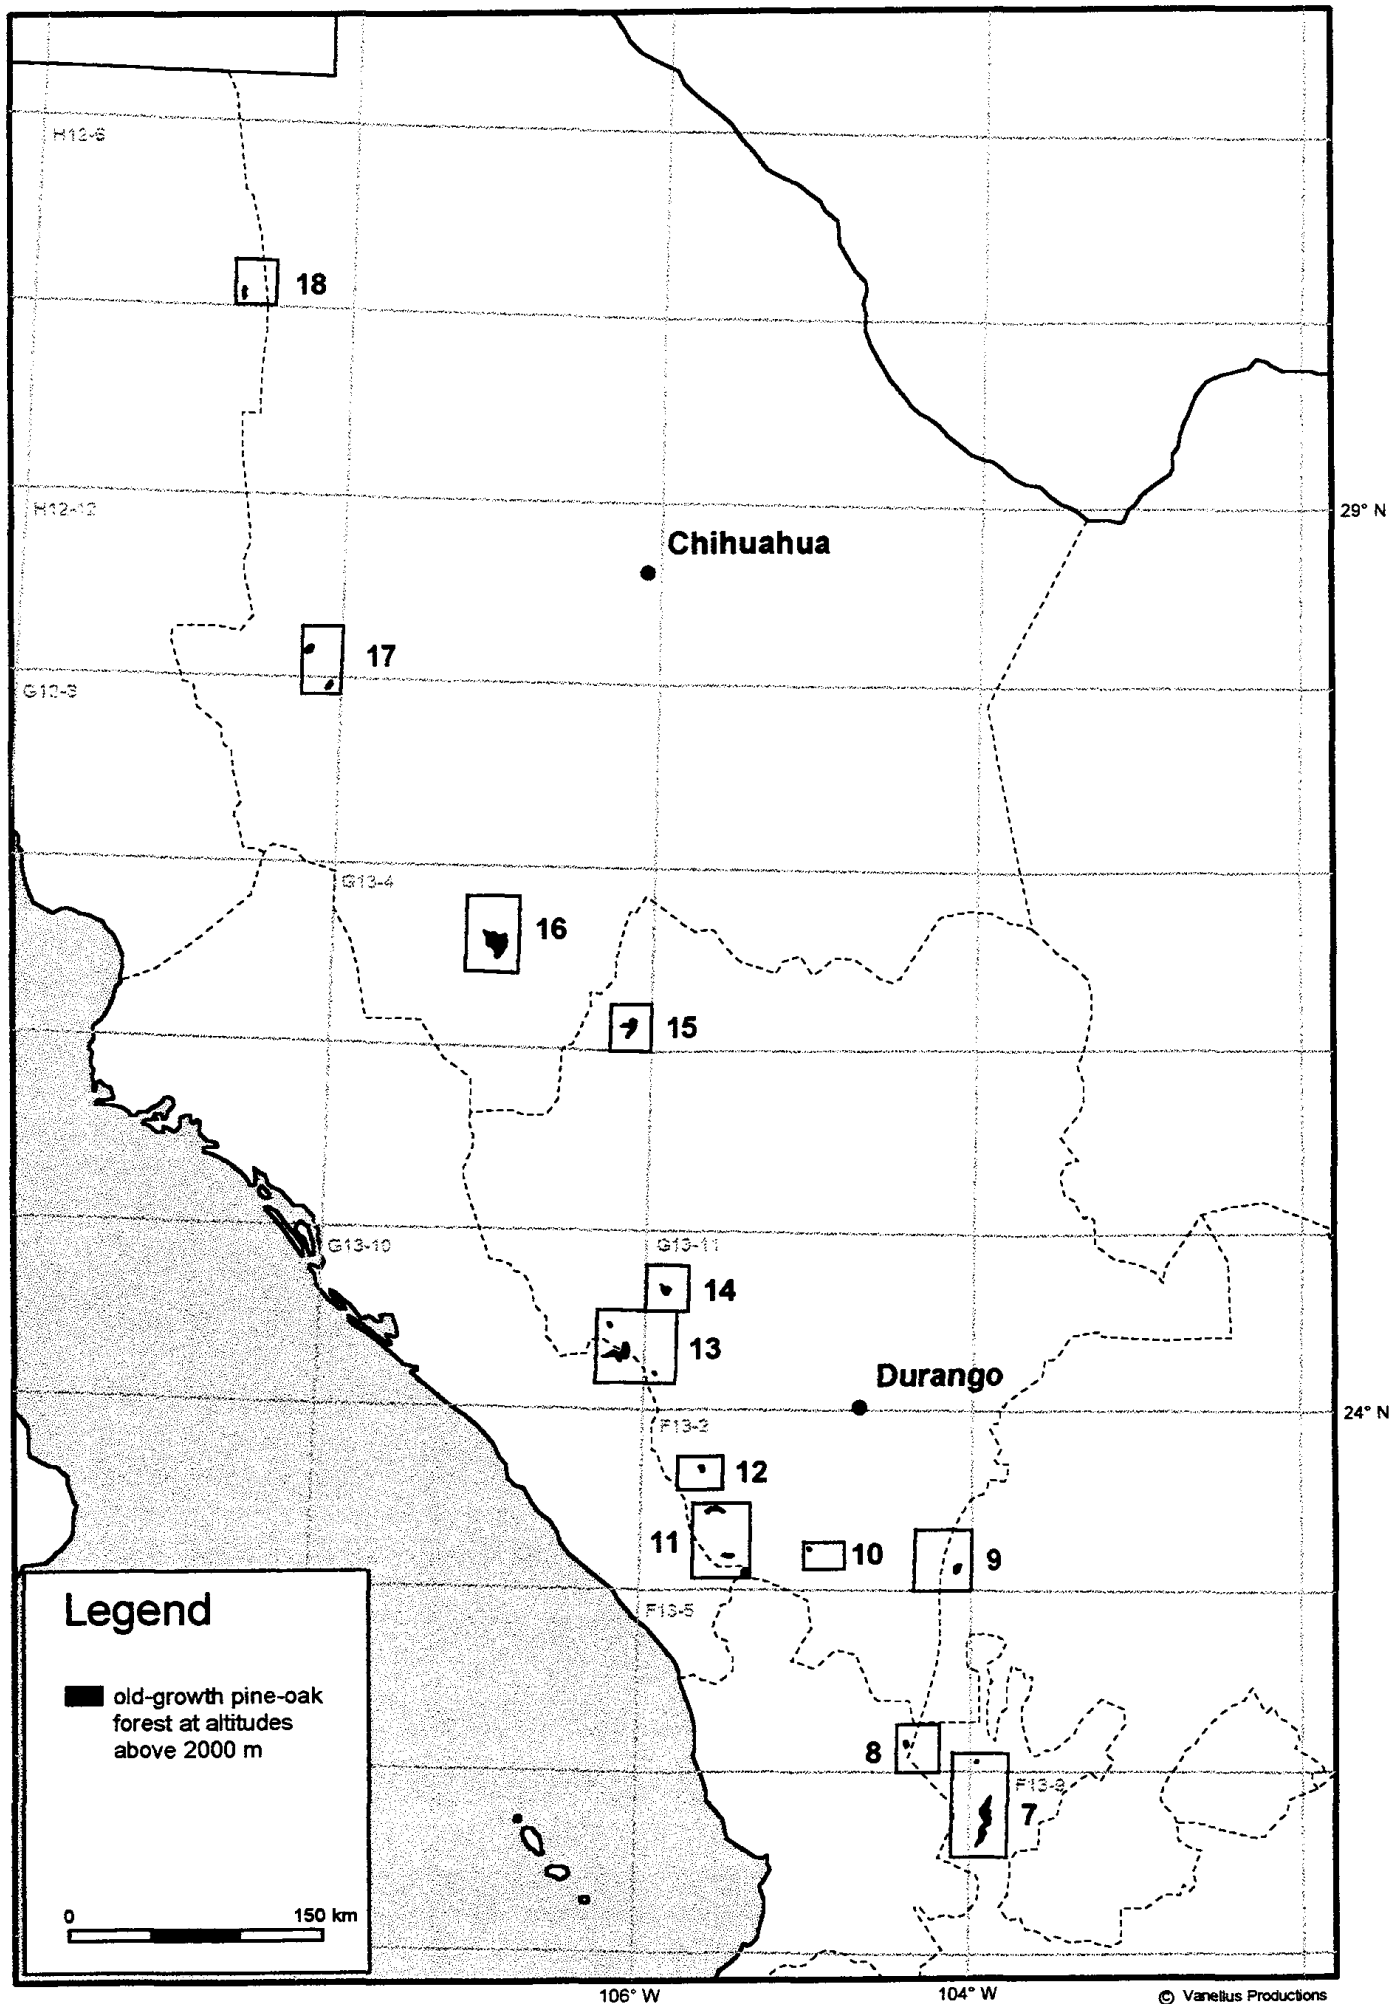 H12-6
18
H12-12
29° N
Chihuahua
17
G12-3
G13-4
16
15
G13-10
G13-11
14
13
Durango
24° N
F13-2
12
11
10
9
F13-5
Legend
old-growth pine-oak
forest at altitudes
above 2000 m
8
F13-8
7
0
150 km
106° W
104° W
© Vanellus Productions